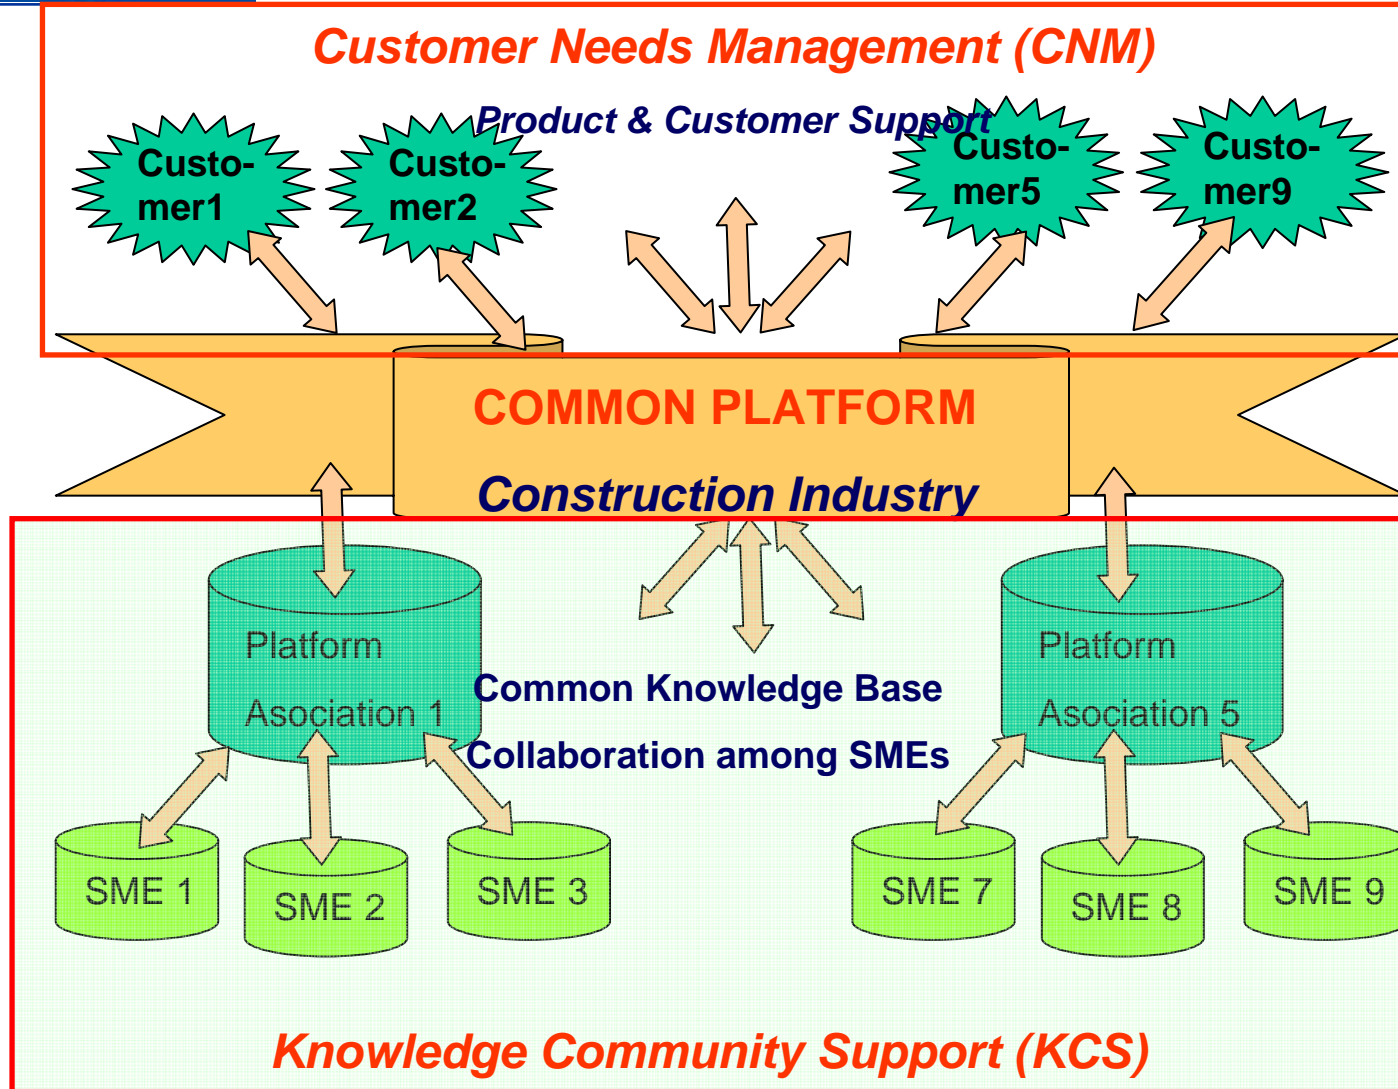 Customer Needs Management (CNM)
Product & Customer Support
Custo-
mer1
Custo-
mer2
Custo-
mer5
Custo-
mer9
COMMON PLATFORM
Construction Industry
Platform
Asociation 1
Platform
Asociation 5
Common Knowledge Base
Collaboration among SMEs
SME 1
SME 2
SME 3
SME 7
SME 8
SME 9
Knowledge Community Support (KCS)